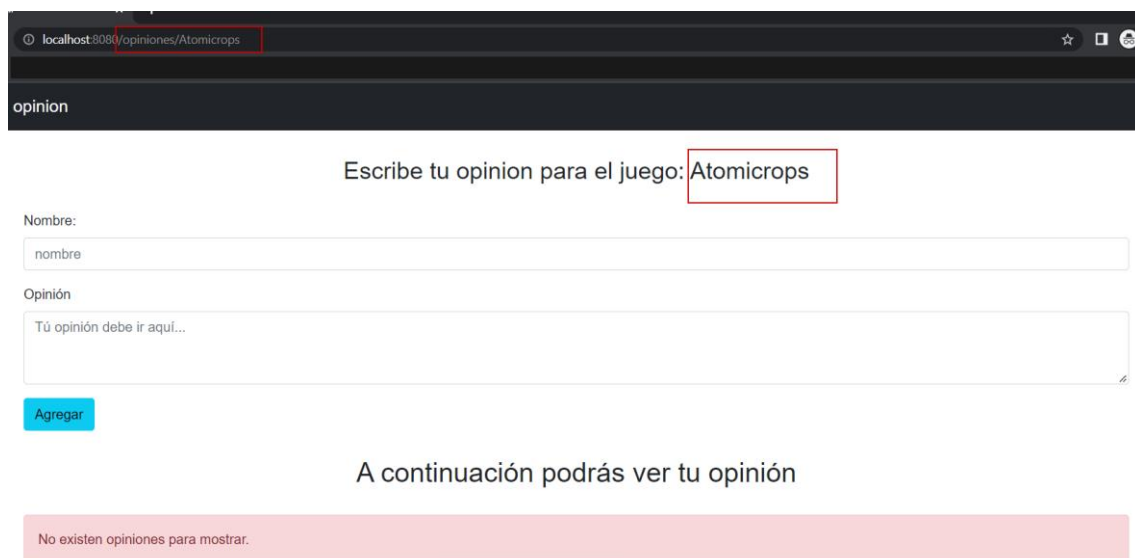 localhost:8080/opiniones/Atomicrops
opinion
Escribe tu opinion para el juego: Atomicrops
Nombre:
nombre
Opinión
Tú opinión debe ir aquí...
Agregar
A continuación podrás ver tu opinión
No existen opiniones para mostrar.